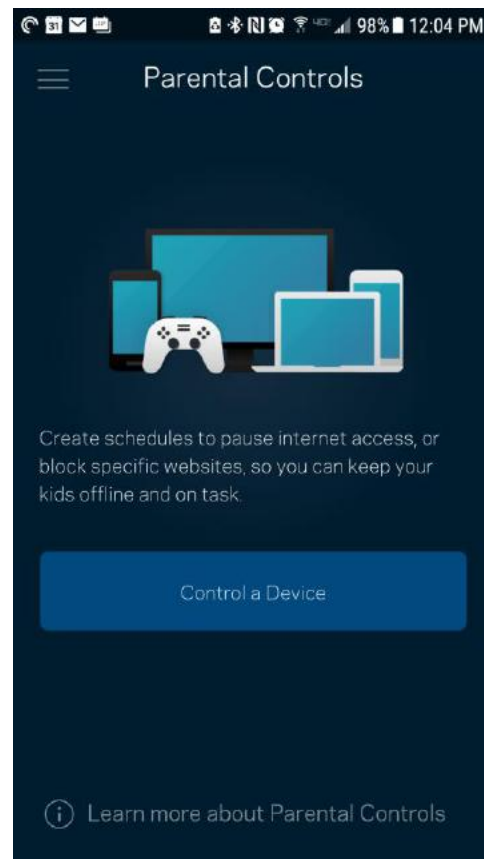 31 98% 12:04 PM
Parental Controls
Create schedules to pause internet access, or
block specific websites, so you can keep your
kids offline and on task.
Control a Device
Learn more about Parental Controls